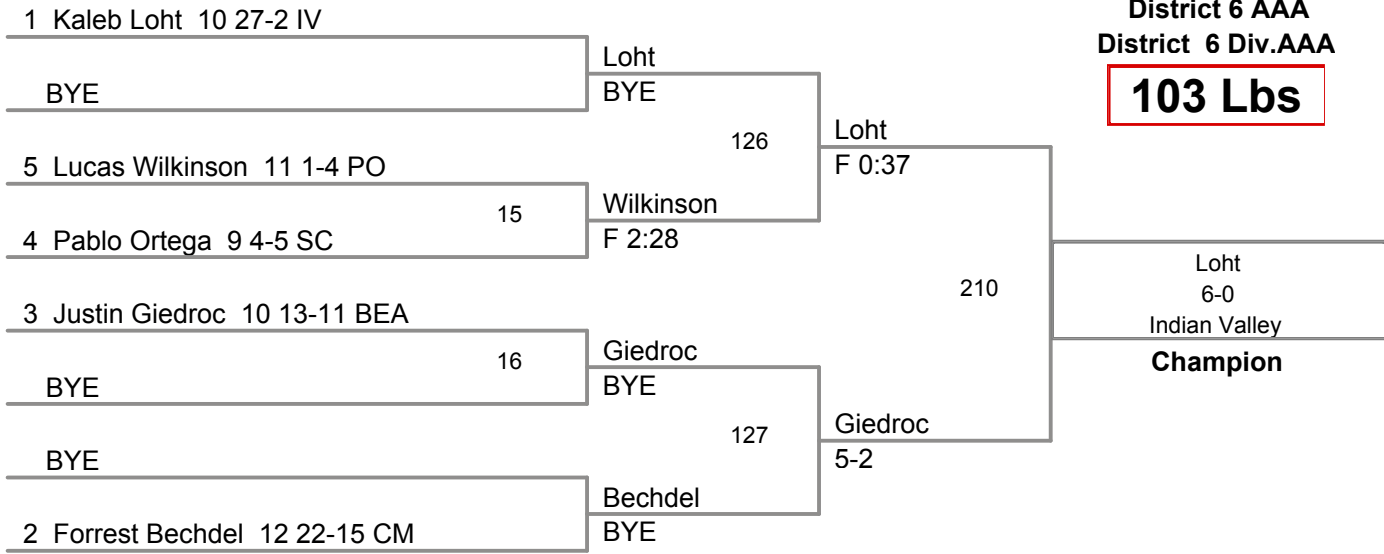 District 6 AAA
District  6 Div.AAA
103 Lbs
1  Kaleb Loht  10 27-2 IV
BYE
5  Lucas Wilkinson  11 1-4 PO
4  Pablo Ortega  9 4-5 SC
3  Justin Giedroc  10 13-11 BEA
BYE
BYE
2  Forrest Bechdel  12 22-15 CM
15
16
Loht
BYE
Wilkinson
F 2:28
Giedroc
BYE
Bechdel
BYE
126
127
Loht
F 0:37
Giedroc
5-2
210
Loht
6-0
Indian Valley
Champion